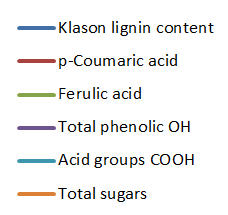 Klason lignin content
p-Coumaric acid
Ferulic acid
Total phenolic OH
Acid groups COOH
Total sugars